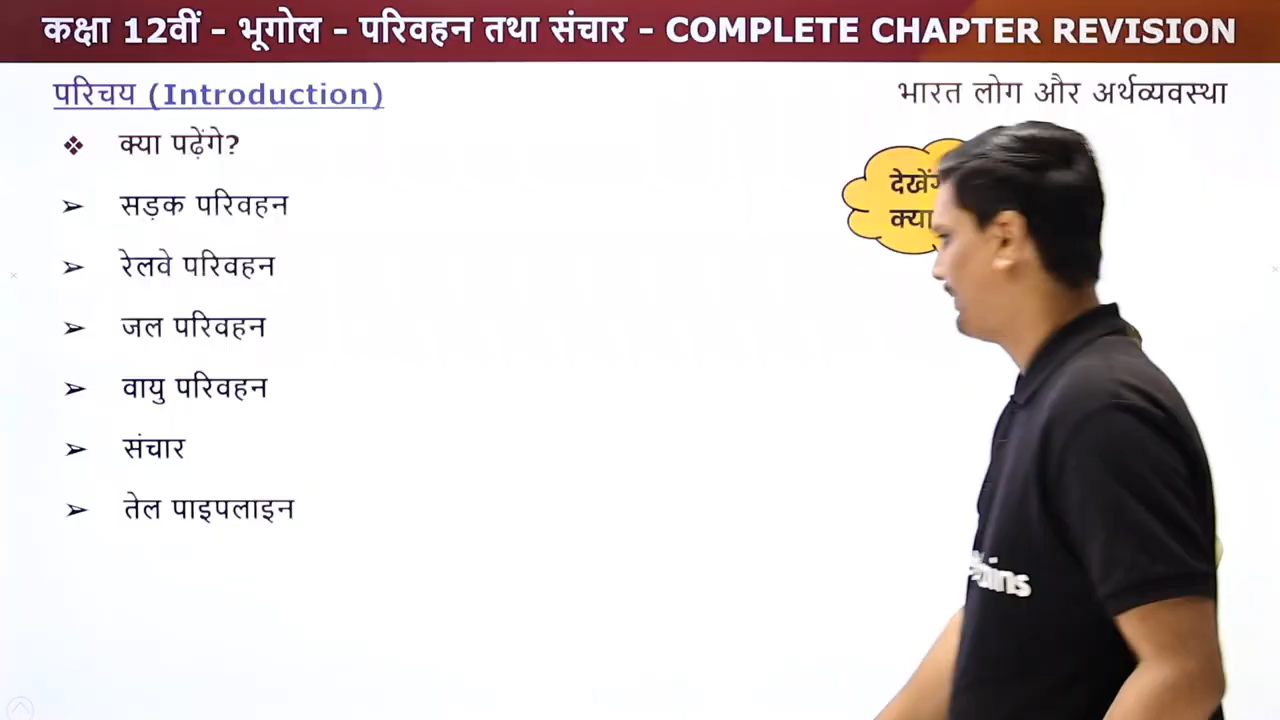 कक्षा 12वीं - भूगोल - परिवहन तथा संचार - COMPLETE CHAPTER REVISION
परिचय (Introduction)
भारत लोग और अर्थव्यवस्था
❖ क्या पढ़ेंगे?
➢ सड़क परिवहन
➢ रेलवे परिवहन
➢ जल परिवहन
➢ वायु परिवहन
➢ संचार
➢ तेल पाइपलाइन
क्या